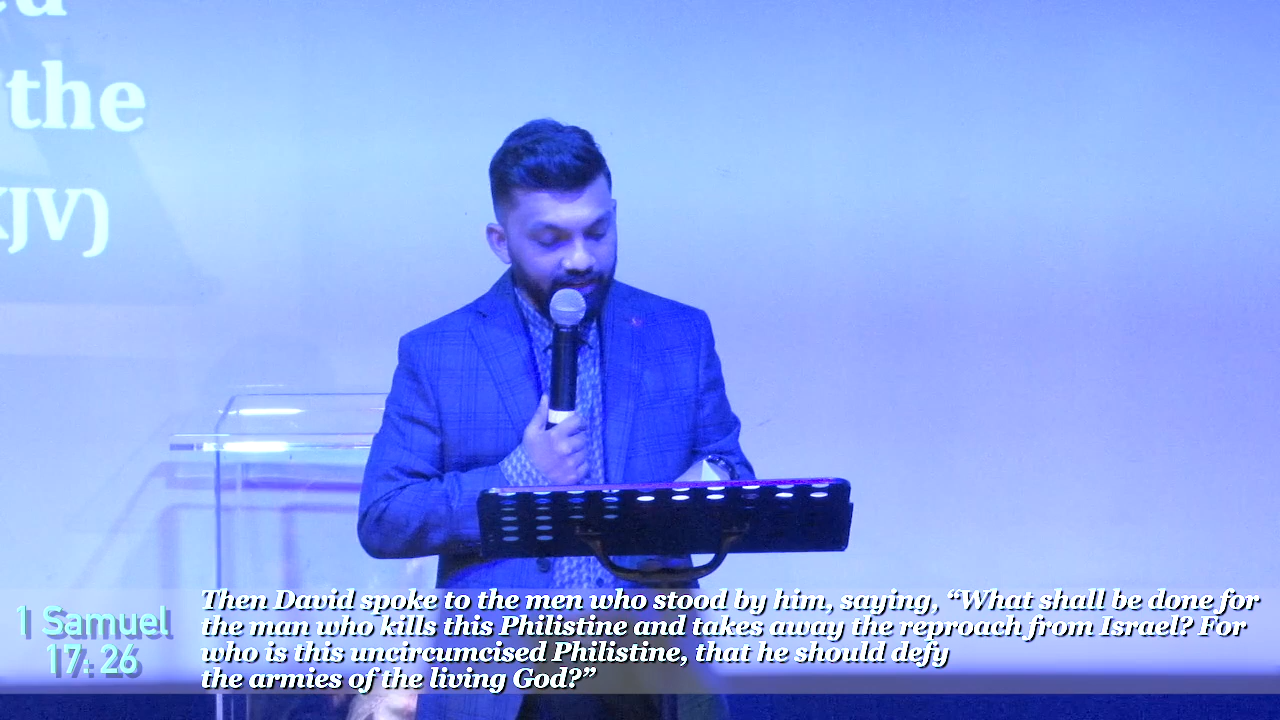 the
KJV)
1 Samuel
17: 26
Then David spoke to the men who stood by him, saying, “What shall be done for
the man who kills this Philistine and takes away the reproach from Israel? For
who is this uncircumcised Philistine, that he should defy
the armies of the living God?”